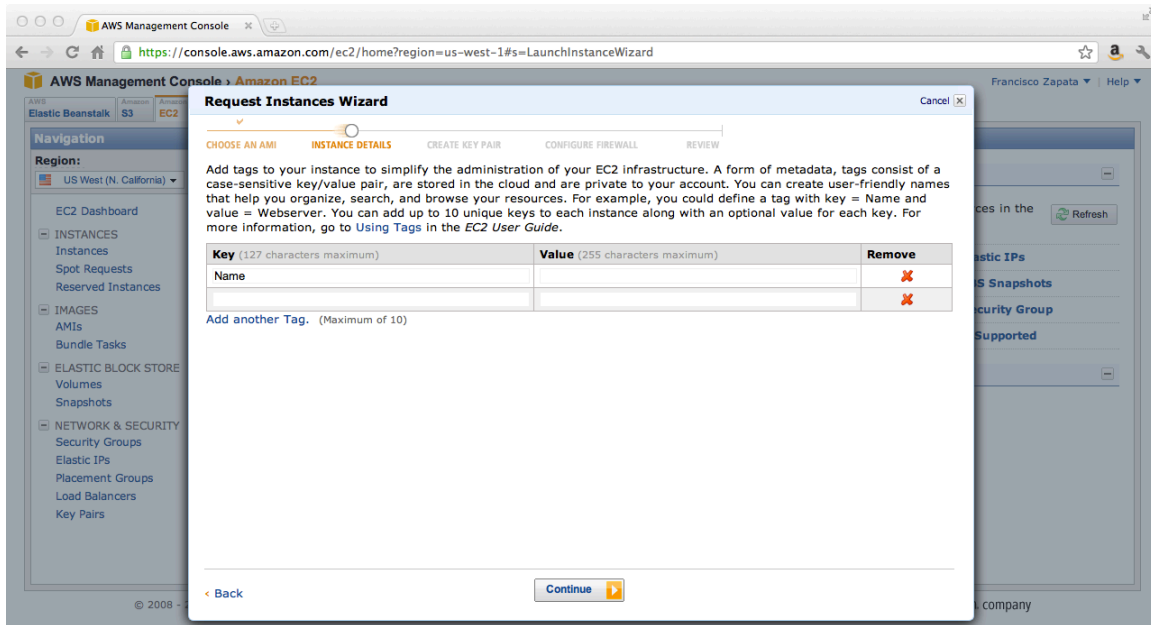 AWS Management Console
https://console.aws.amazon.com/ec2/home?region=us-west-1#s=LaunchInstanceWizard
AWS Management Console › Amazon EC2
Francisco Zapata ▼ | Help ▼
AWS
Elastic Beanstalk
Amazon
S3
EC2
Navigation
Region:
US West (N. California)
EC2 Dashboard
INSTANCES
Instances
Spot Requests
Reserved Instances
IMAGES
AMIs
Bundle Tasks
ELASTIC BLOCK STORE
Volumes
Snapshots
NETWORK & SECURITY
Security Groups
Elastic IPs
Placement Groups
Load Balancers
Key Pairs
Request Instances Wizard
Cancel
CHOOSE AN AMI INSTANCE DETAILS CREATE KEY PAIR CONFIGURE FIREWALL REVIEW
Add tags to your instance to simplify the administration of your EC2 infrastructure. A form of metadata, tags consist of a
case-sensitive key/value pair, are stored in the cloud and are private to your account. You can create user-friendly names
that help you organize, search, and browse your resources. For example, you could define a tag with key = Name and
value = Webserver. You can add up to 10 unique keys to each instance along with an optional value for each key. For
more information, go to Using Tags in the EC2 User Guide.
Key (127 characters maximum) Value (255 characters maximum) Remove
Name
Add another Tag. (Maximum of 10)
‹ Back
Continue
ces in the
Refresh
astic IPs
S Snapshots
ecurity Group
Supported
© 2008 -
company